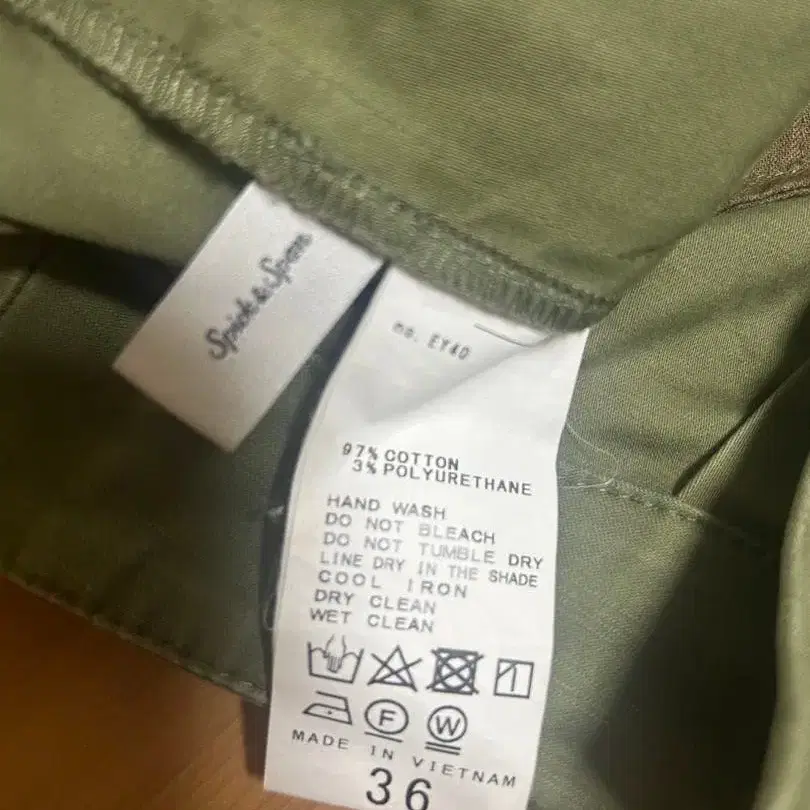 Spick & Span
no. EY40
97% COTTON
3% POLYURETHANE
HAND WASH
DO NOT BLEACH
DO NOT TUMBLE DRY
LINE DRY IN THE SHADE
COOL IRON
DRY CLEAN
WET CLEAN
F W
MADE IN VIETNAM
36